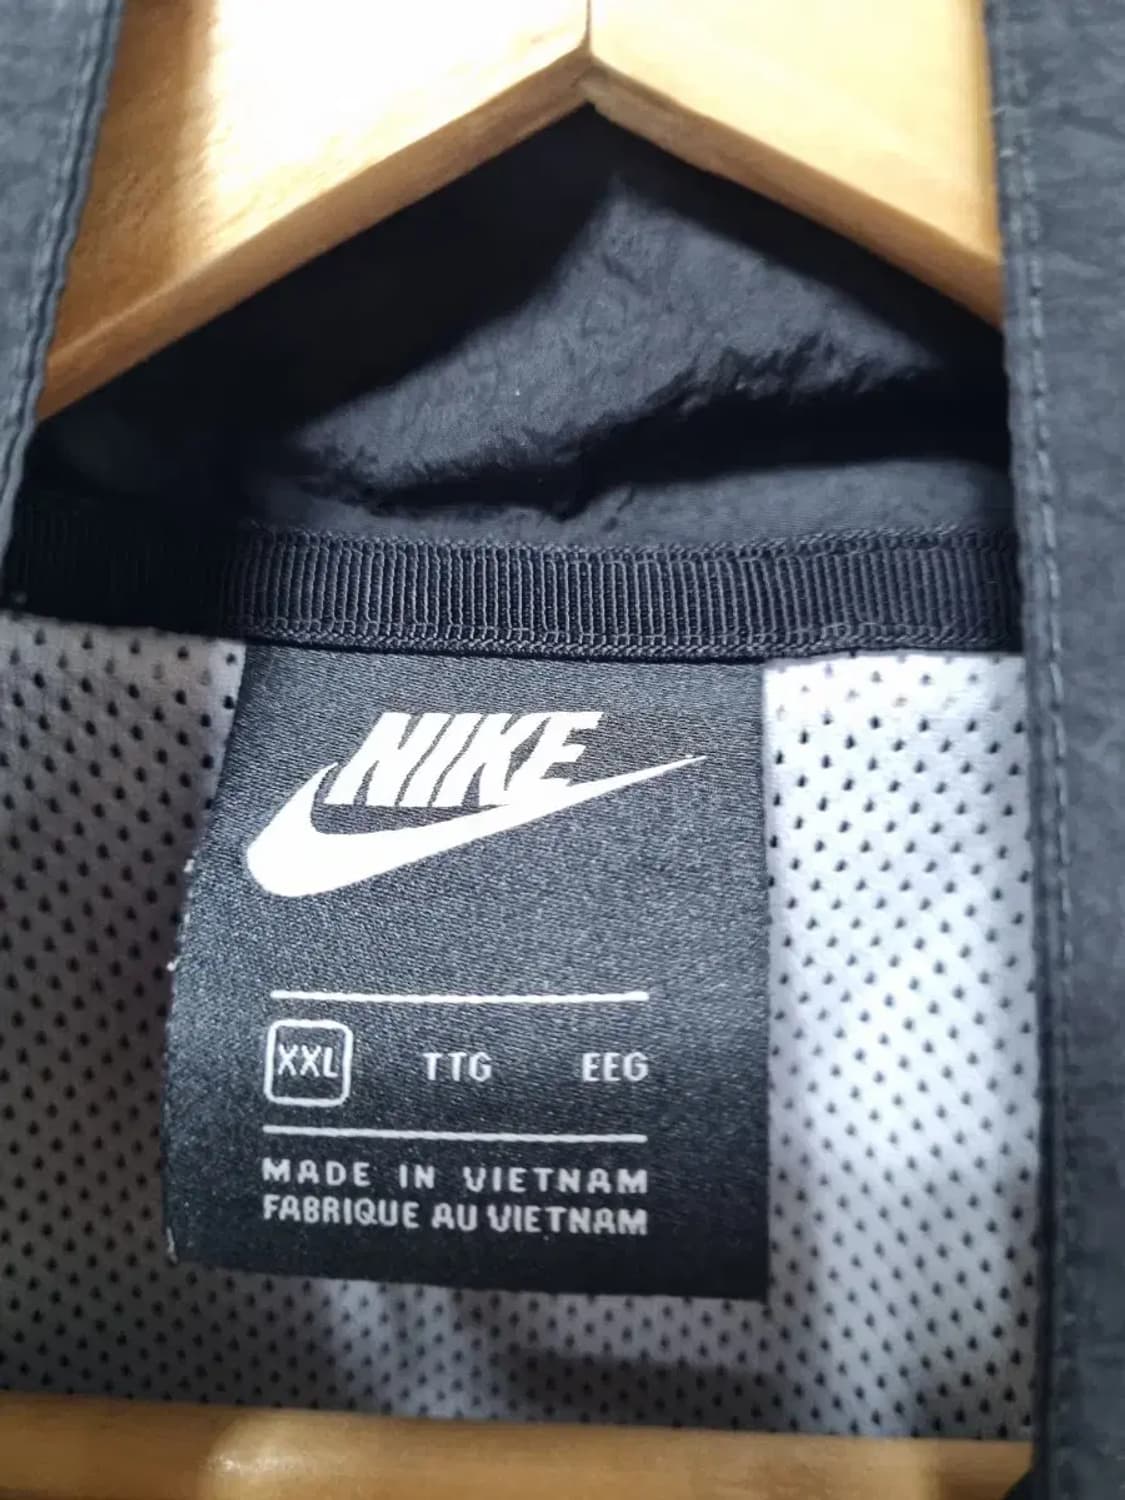 NIKE
XXL TTG EEG
MADE IN VIETNAM
FABRIQUE AU VIETNAM